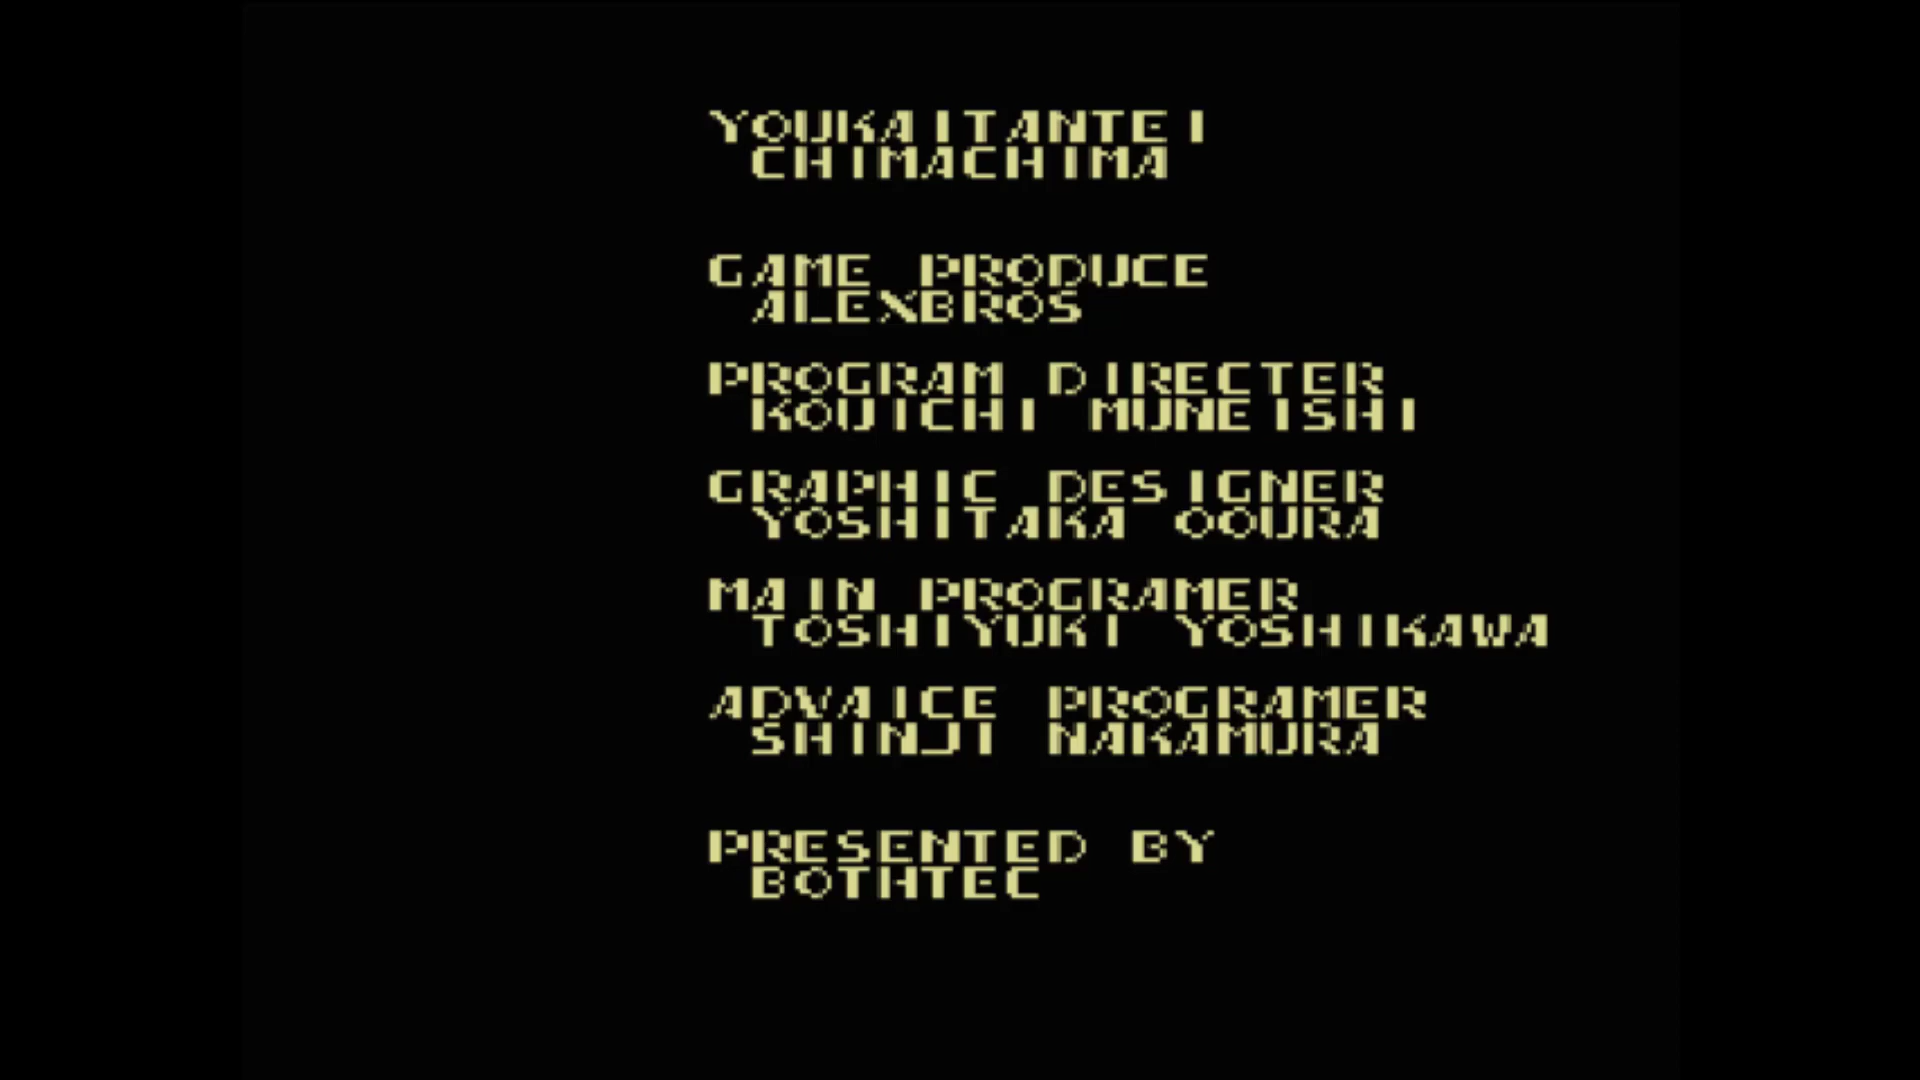 YOUKAITANTEI
CHIMACHIMA
GAME PRODUCE
ALEXBROS
PROGRAM DIRECTER
KOUICHI MUNEISHI
GRAPHIC DESIGNER
YOSHITAKA OOURA
MAIN PROGRAMER
TOSHIYUKI YOSHIKAWA
ADVAICE PROGRAMER
SHINJI NAKAMURA
PRESENTED BY
BOTHTEC